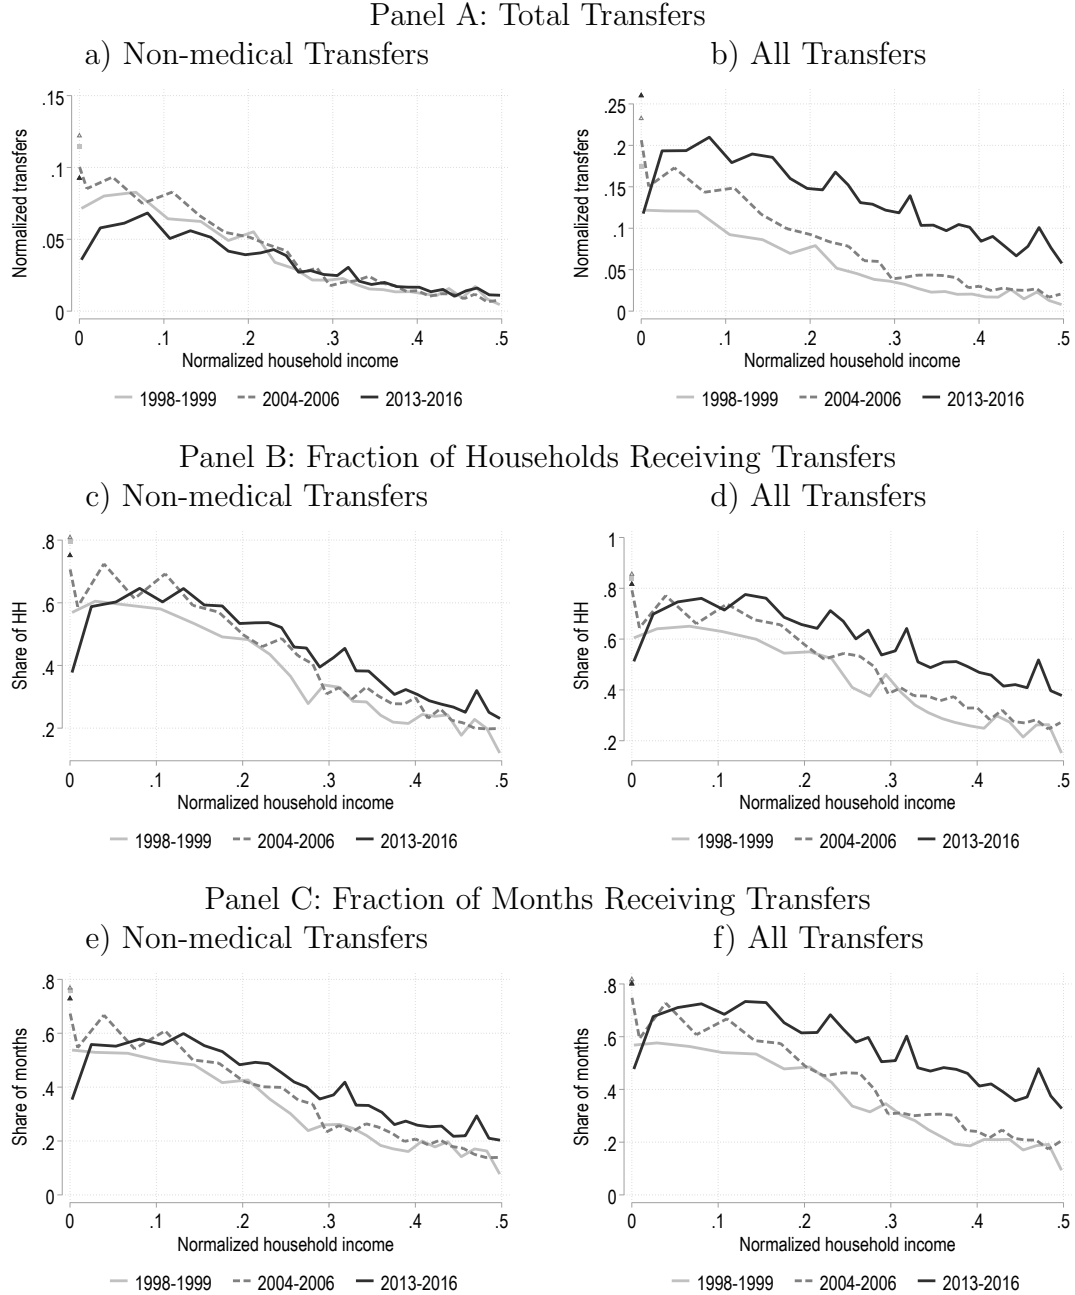 Panel A: Total Transfers
a) Non-medical Transfers
b) All Transfers
Normalized transfers
.15
.1
.05
0
0 .1 .2 .3 .4 .5
Normalized household income
1998-1999 2004-2006 2013-2016
Normalized transfers
.25
.2
.15
.1
.05
0
0 .1 .2 .3 .4 .5
Normalized household income
1998-1999 2004-2006 2013-2016
Panel B: Fraction of Households Receiving Transfers
c) Non-medical Transfers
d) All Transfers
Share of HH
.8
.6
.4
.2
0 .1 .2 .3 .4 .5
Normalized household income
1998-1999 2004-2006 2013-2016
Share of HH
1
.8
.6
.4
.2
0 .1 .2 .3 .4 .5
Normalized household income
1998-1999 2004-2006 2013-2016
Panel C: Fraction of Months Receiving Transfers
e) Non-medical Transfers
f) All Transfers
Share of months
.8
.6
.4
.2
0
0 .1 .2 .3 .4 .5
Normalized household income
1998-1999 2004-2006 2013-2016
Share of months
.8
.6
.4
.2
0
0 .1 .2 .3 .4 .5
Normalized household income
1998-1999 2004-2006 2013-2016